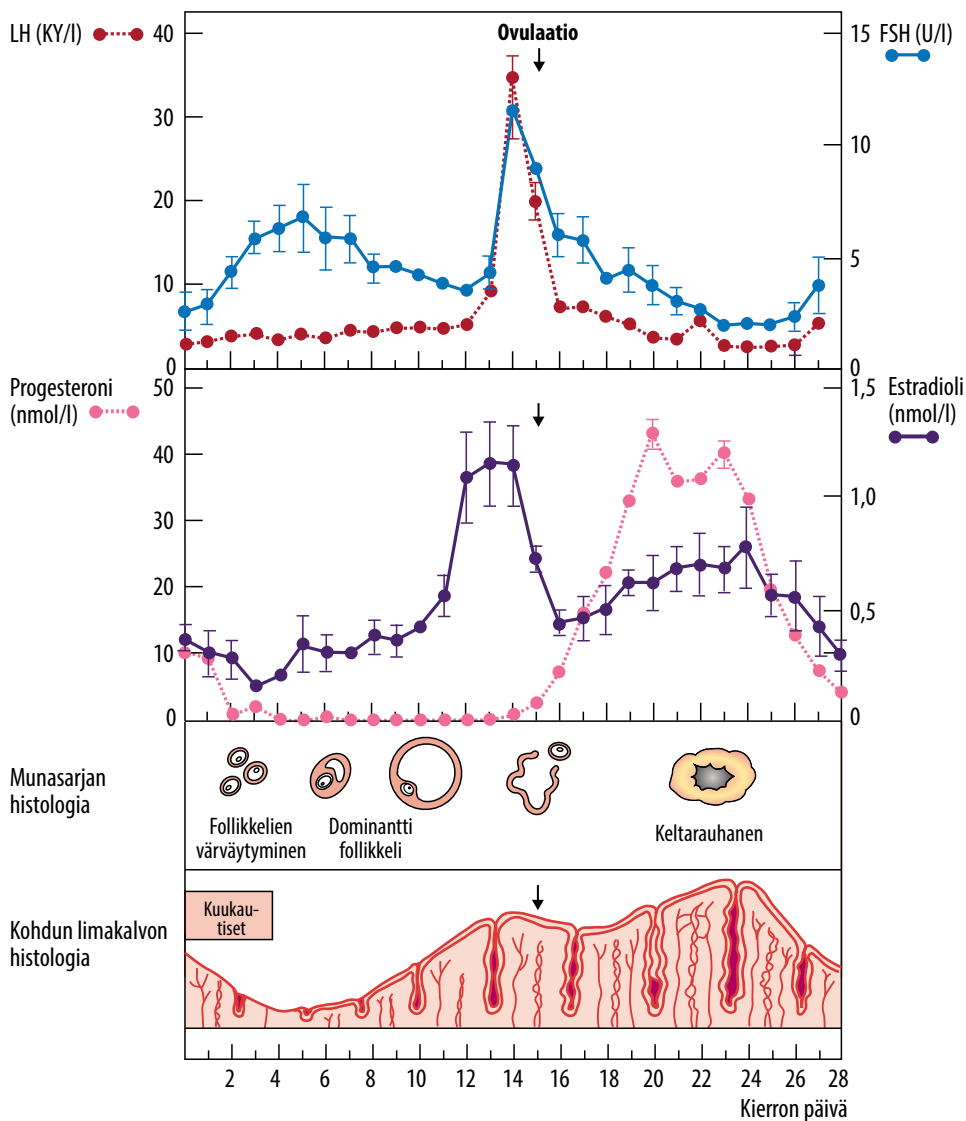 LH (KY/l)
40
30
20
10
0
Ovulaatio
15
10
5
0
FSH (U/l)
Progesteroni
(nmol/l)
50
40
30
20
10
0
1,5
1,0
0,5
0
Estradioli
(nmol/l)
Munasarjan
histologia
Follikkelien
värväytyminen
Dominantti
follikkeli
Keltarauhanen
Kohdun limakalvon
histologia
Kuukau-
tiset
2 4 6 8 10 12 14 16 18 20 22 24 26 28
Kierron päivä